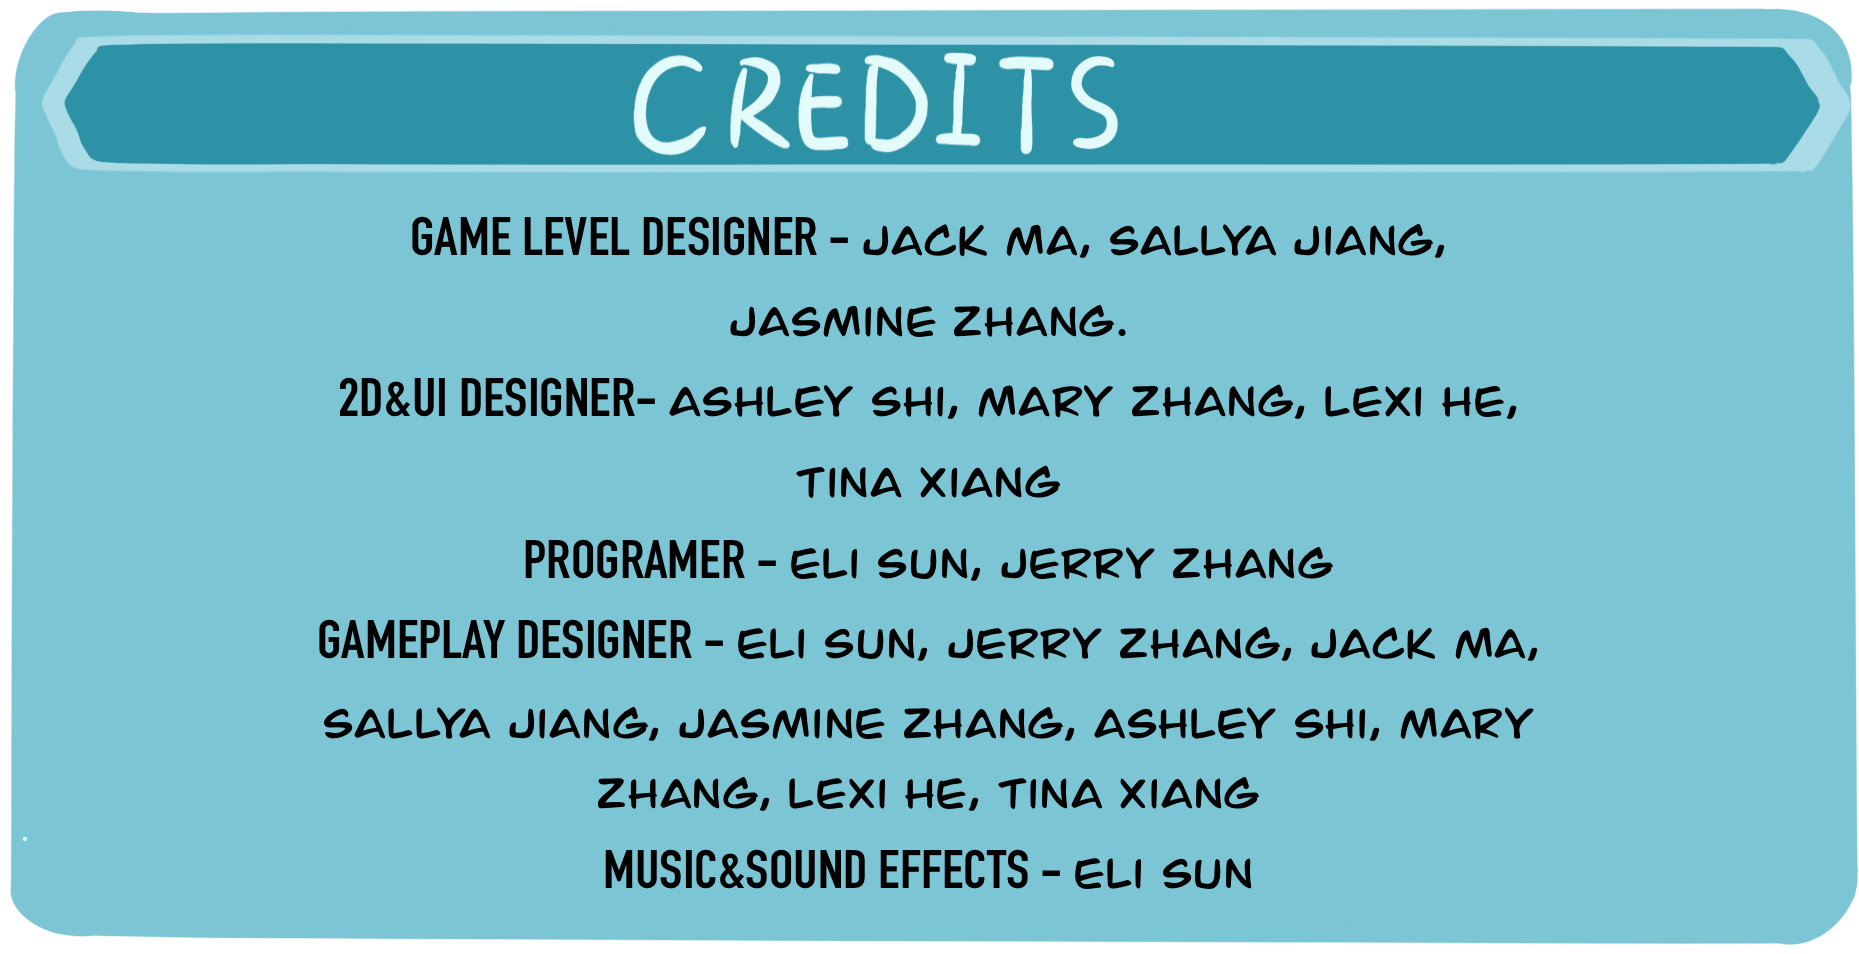 CREDITS
GAME LEVEL DESIGNER - JACK MA, SALLYA JIANG,
JASMINE ZHANG.
2D&UI DESIGNER- ASHLEY SHI, MARY ZHANG, LEXI HE,
TINA XIANG
PROGRAMER - ELI SUN, JERRY ZHANG
GAMEPLAY DESIGNER - ELI SUN, JERRY ZHANG, JACK MA,
SALLYA JIANG, JASMINE ZHANG, ASHLEY SHI, MARY
ZHANG, LEXI HE, TINA XIANG
MUSIC&SOUND EFFECTS - ELI SUN